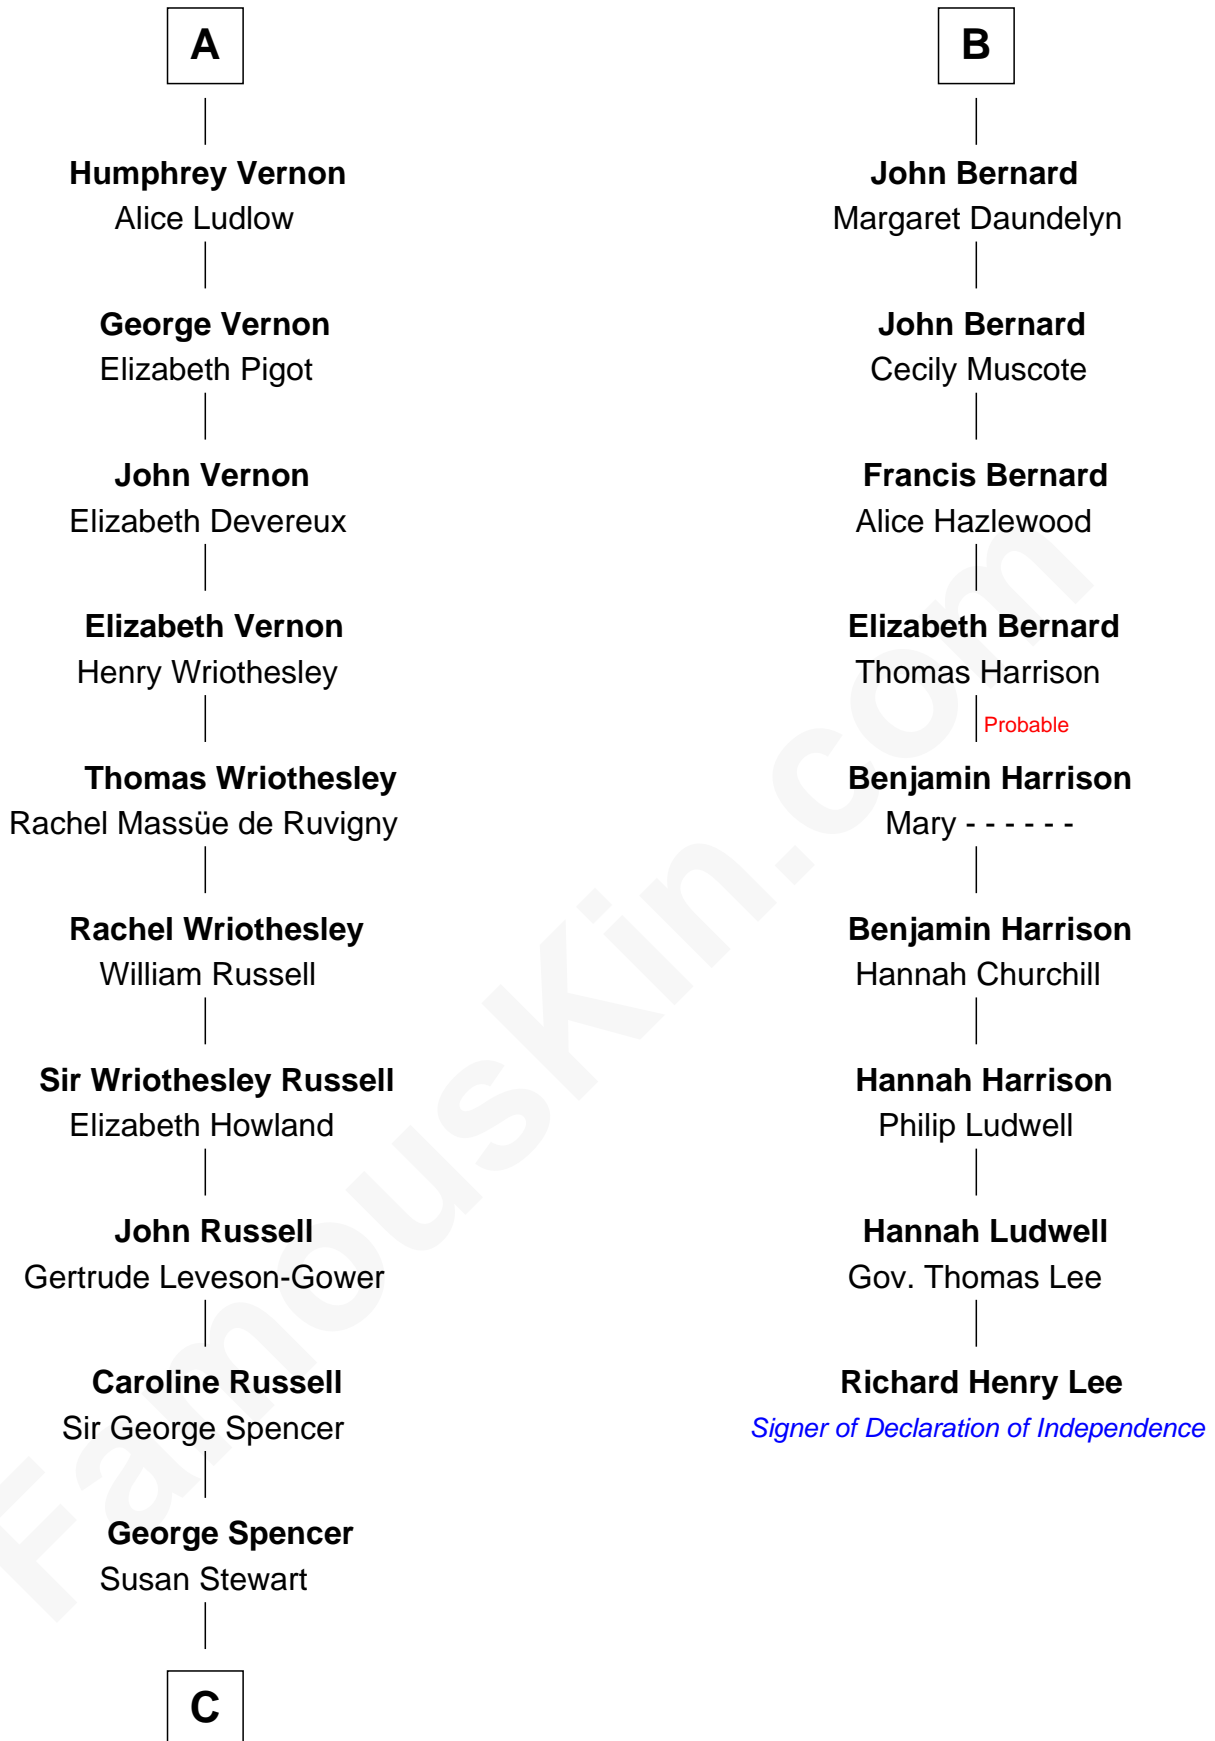 A
Humphrey Vernon
Alice Ludlow
George Vernon
Elizabeth Pigot
John Vernon
Elizabeth Devereux
Elizabeth Vernon
Henry Wriothesley
Thomas Wriothesley
Rachel Massüe de Ruvigny
Rachel Wriothesley
William Russell
Sir Wriothesley Russell
Elizabeth Howland
John Russell
Gertrude Leveson-Gower
Caroline Russell
Sir George Spencer
George Spencer
Susan Stewart
C
B
John Bernard
Margaret Daundelyn
John Bernard
Cecily Muscote
Francis Bernard
Alice Hazlewood
Elizabeth Bernard
Thomas Harrison
Probable
Benjamin Harrison
Mary - - - - - -
Benjamin Harrison
Hannah Churchill
Hannah Harrison
Philip Ludwell
Hannah Ludwell
Gov. Thomas Lee
Richard Henry Lee
Signer of Declaration of Independence
FamousKin.com